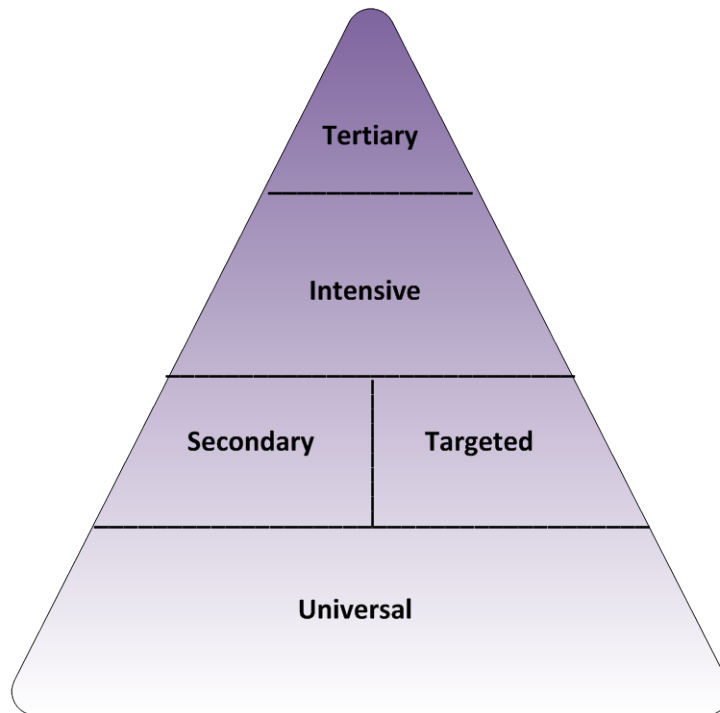 Tertiary
Intensive
Secondary
Targeted
Universal